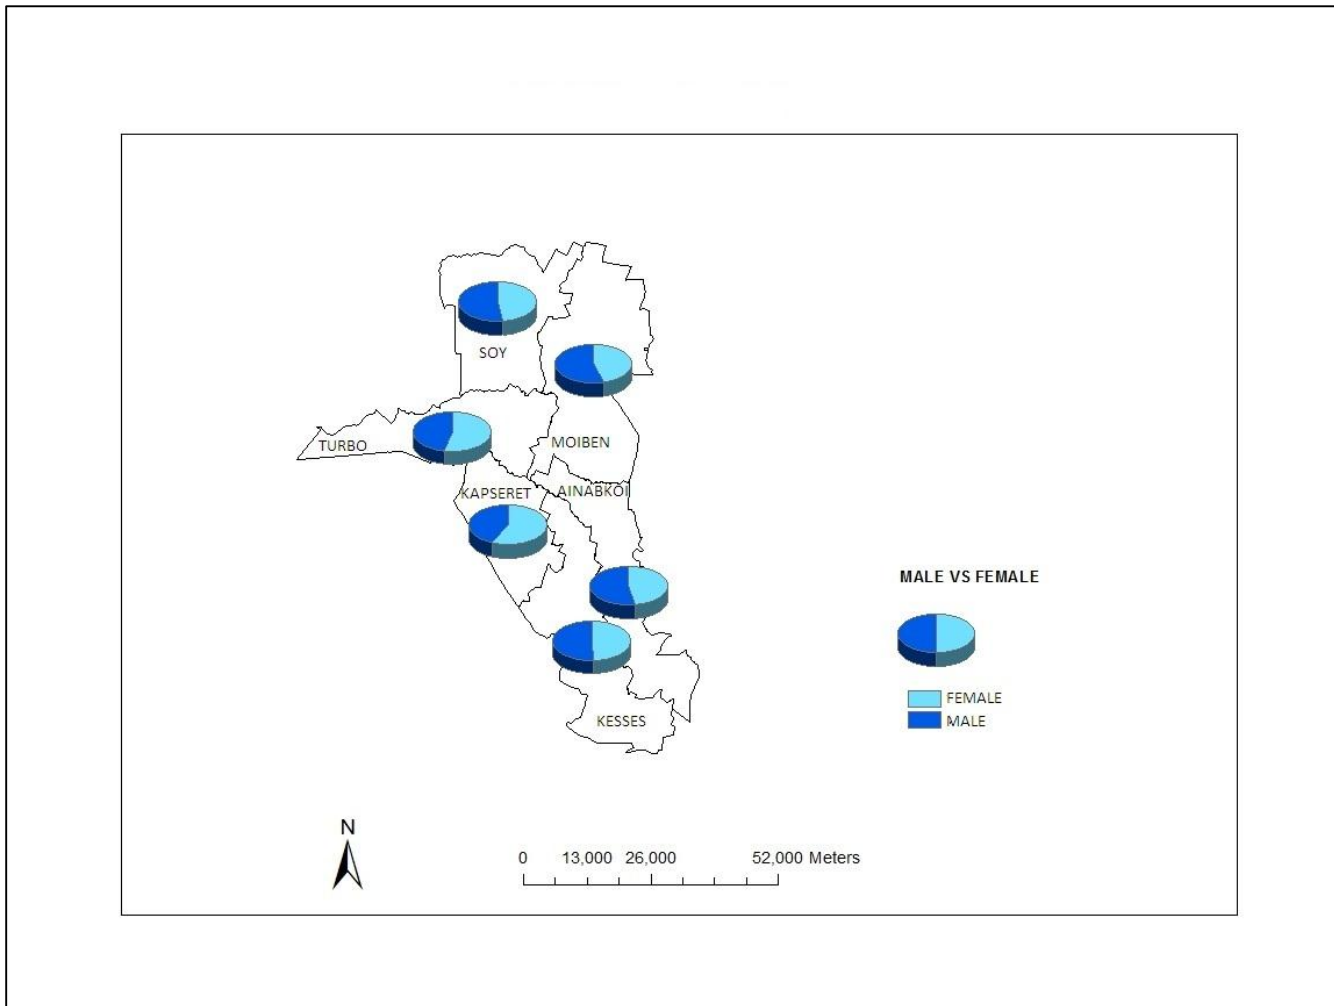 SOY
TURBO
MOIBEN
KAPSERET
AINABKOI
MALE VS FEMALE
FEMALE
MALE
KESSES
N
0 13,000 26,000 52,000 Meters